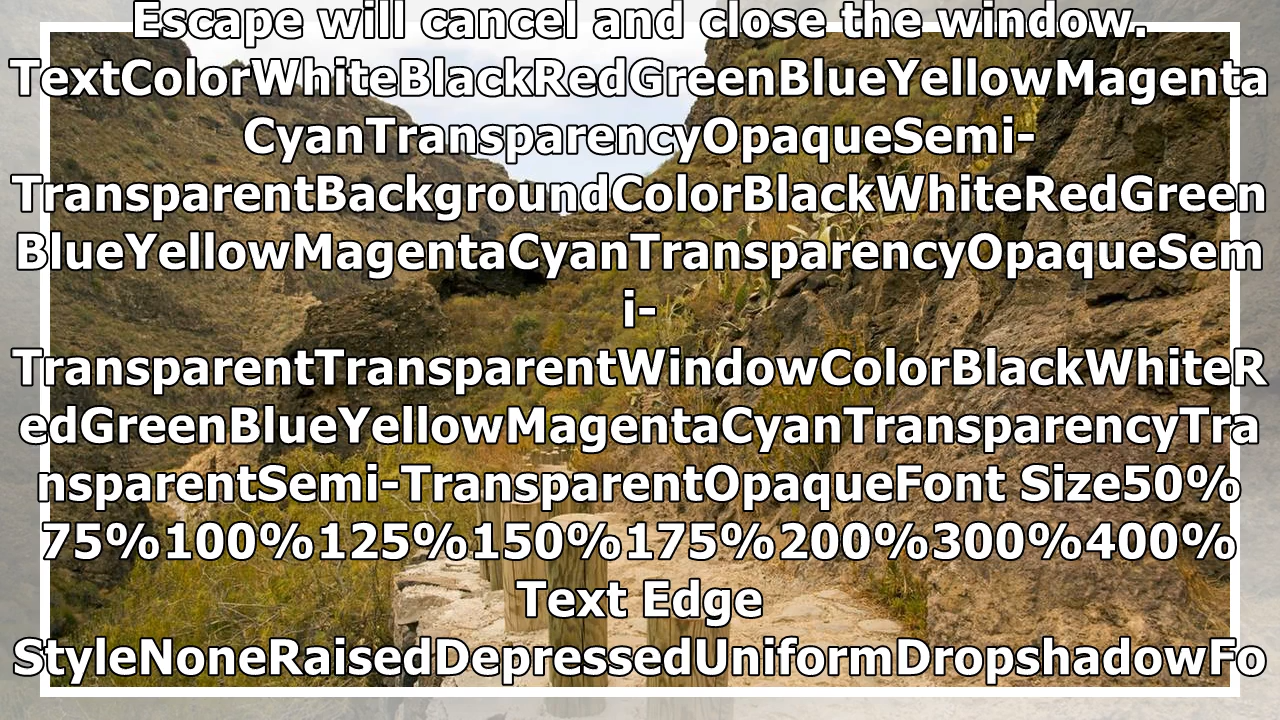 Escape will cancel and close the window.
TextColorWhiteBlackRedGreenBlueYellowMagenta
CyanTransparencyOpaqueSemi-
TransparentBackgroundColorBlackWhiteRedGreen
BlueYellowMagentaCyanTransparencyOpaqueSem
i-
TransparentTransparentWindowColorBlackWhiteR
edGreenBlueYellowMagentaCyanTransparencyTra
nsparentSemi-TransparentOpaqueFont Size50%
75%100%125%150%175%200%300%400%
Text Edge
StyleNoneRaisedDepressedUniformDropshadowFo